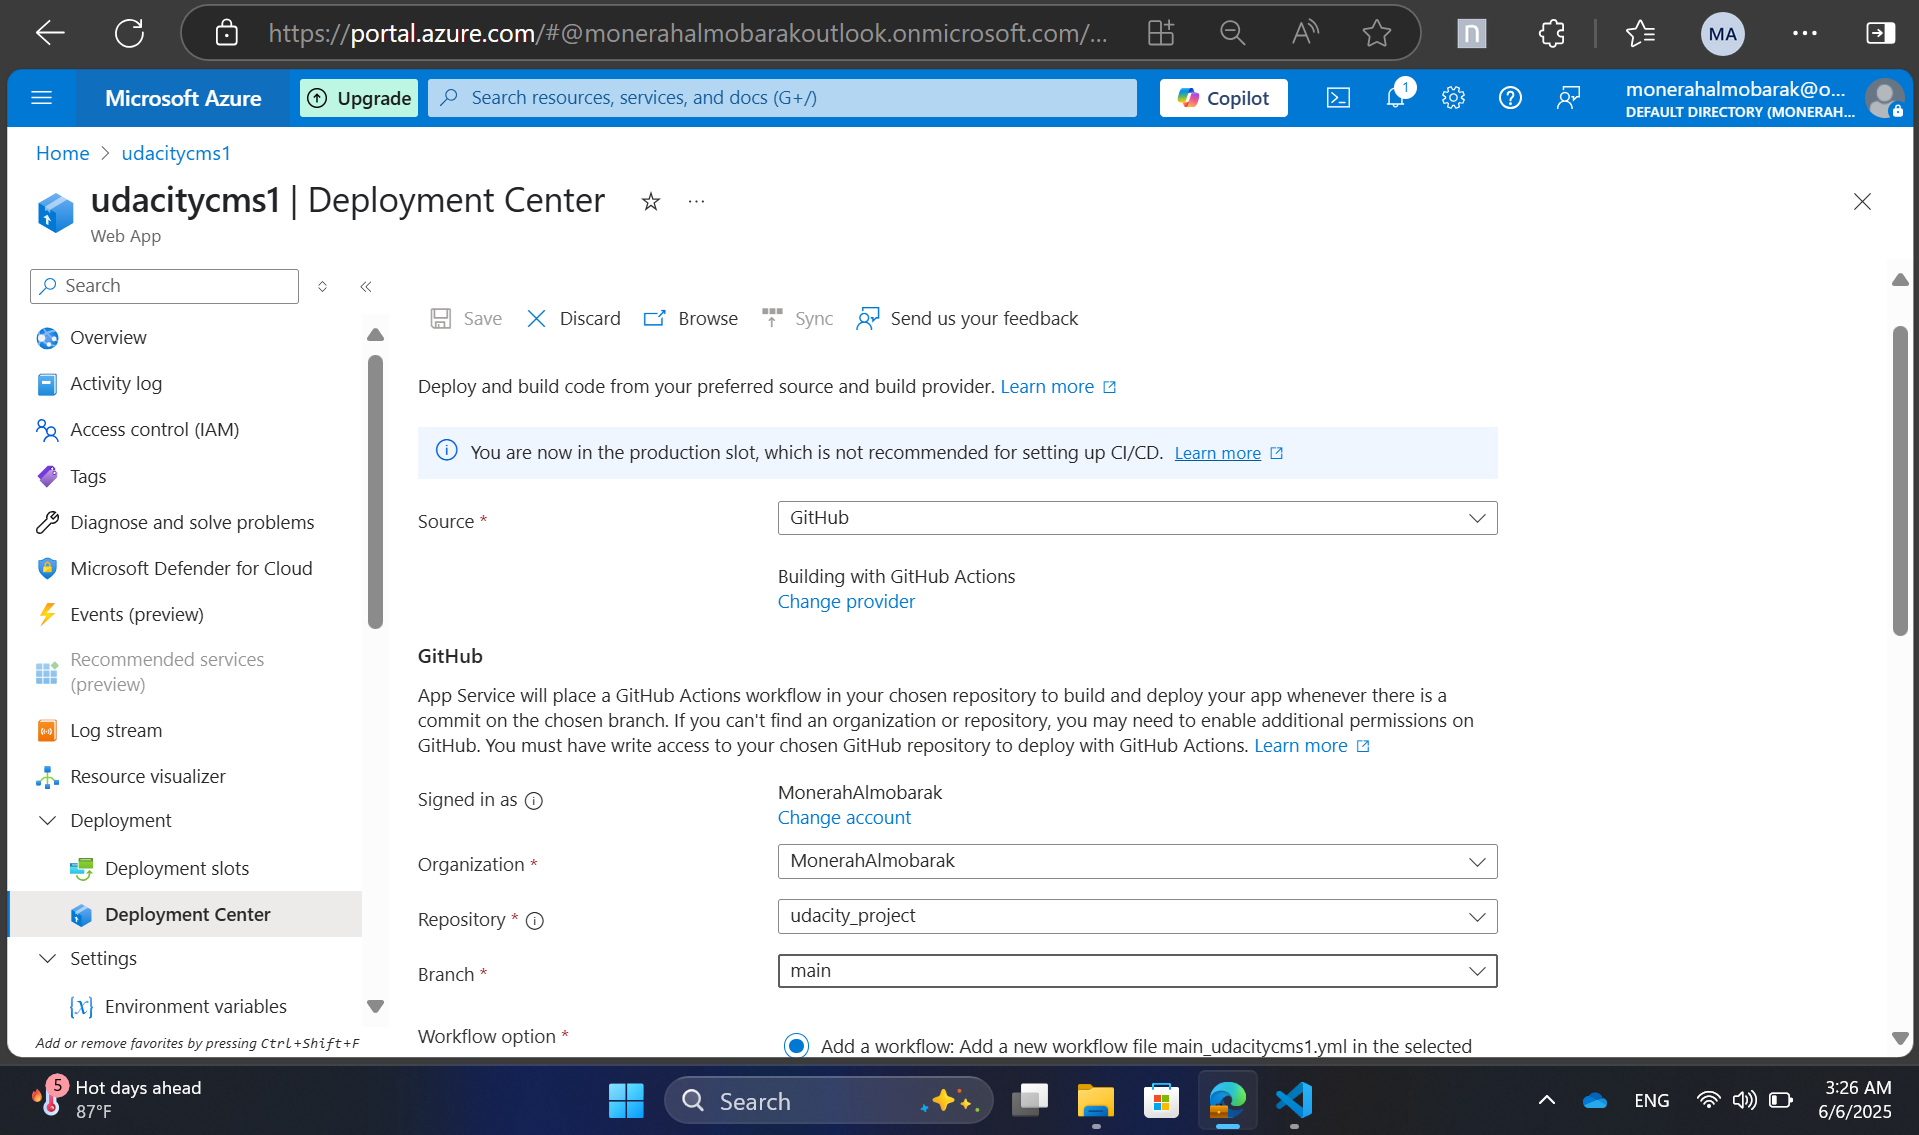 https://portal.azure.com/#@monerahalmobarakoutlook.onmicrosoft.com/...
n
MA
Microsoft Azure
Upgrade
Search resources, services, and docs (G+/)
Copilot
1
monerahalmobarak@o...
DEFAULT DIRECTORY (MONERAH...
Home > udacitycms1
udacitycms1 | Deployment Center
Web App
Search
Save
Discard
Browse
Sync
Send us your feedback
Overview
Activity log
Access control (IAM)
Tags
Diagnose and solve problems
Microsoft Defender for Cloud
Events (preview)
Recommended services
(preview)
Log stream
Resource visualizer
Deployment
Deployment slots
Deployment Center
Settings
Environment variables
Add or remove favorites by pressing Ctrl+Shift+F
Deploy and build code from your preferred source and build provider. Learn more
You are now in the production slot, which is not recommended for setting up CI/CD. Learn more
Source *
GitHub
Building with GitHub Actions
Change provider
GitHub
App Service will place a GitHub Actions workflow in your chosen repository to build and deploy your app whenever there is a
commit on the chosen branch. If you can't find an organization or repository, you may need to enable additional permissions on
GitHub. You must have write access to your chosen GitHub repository to deploy with GitHub Actions. Learn more
Signed in as
MonerahAlmobarak
Change account
Organization *
MonerahAlmobarak
Repository *
udacity_project
Branch *
main
Workflow option *
Add a workflow: Add a new workflow file main_udacitycms1.yml in the selected
5
Hot days ahead
87°F
Search
ENG
3:26 AM
6/6/2025